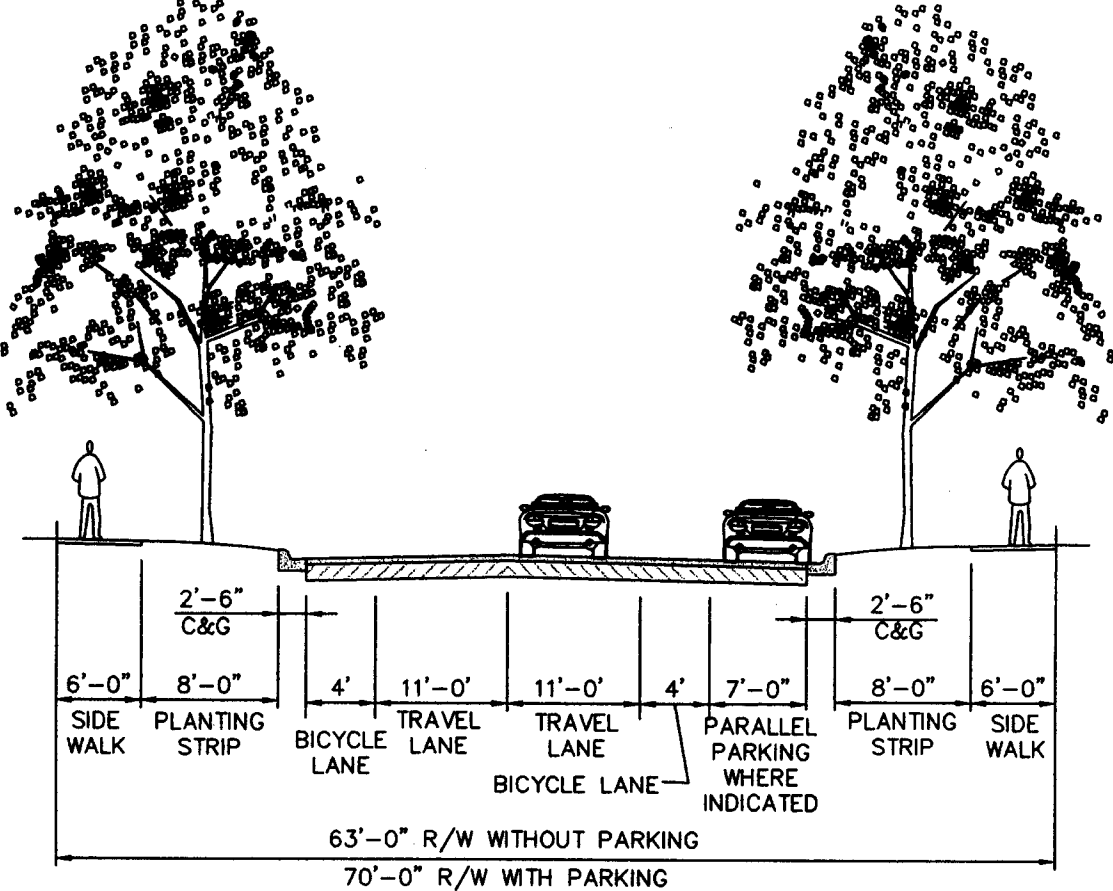 2'-6"
C&G
2'-6"
C&G
6'-0"
SIDE
WALK
8'-0"
PLANTING
STRIP
4'
BICYCLE
LANE
11'-0'
TRAVEL
LANE
11'-0'
TRAVEL
LANE
4'
BICYCLE LANE
7'-0"
PARALLEL
PARKING
WHERE
INDICATED
8'-0"
PLANTING
STRIP
6'-0"
SIDE
WALK
63'-0" R/W WITHOUT PARKING
70'-0" R/W WITH PARKING